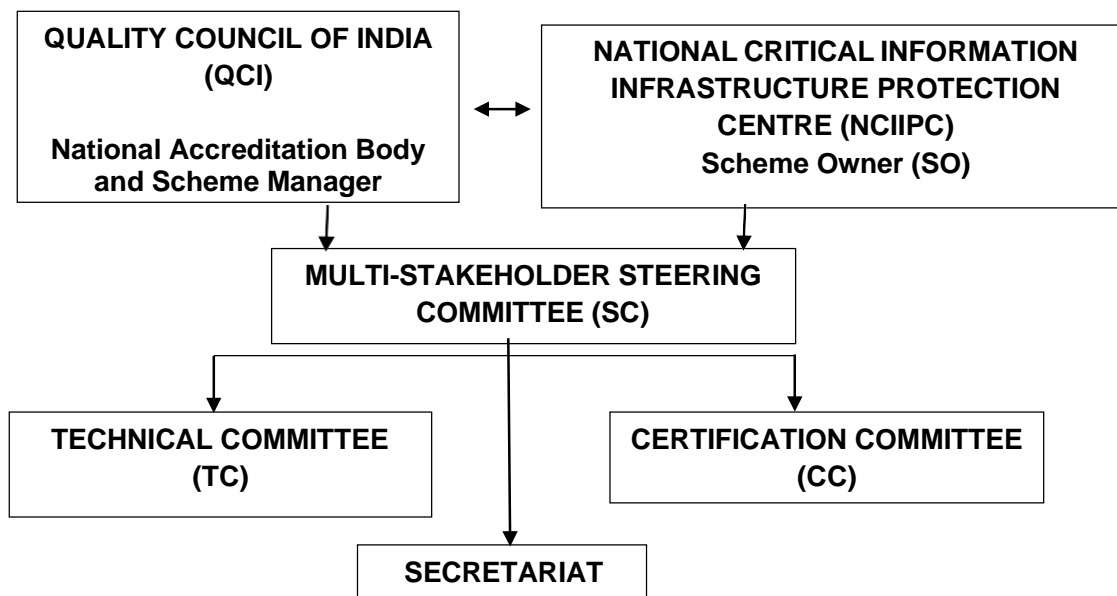 QUALITY COUNCIL OF INDIA
(QCI)
National Accreditation Body
and Scheme Manager
NATIONAL CRITICAL INFORMATION
INFRASTRUCTURE PROTECTION
CENTRE (NCIIPC)
Scheme Owner (SO)
MULTI-STAKEHOLDER STEERING
COMMITTEE (SC)
TECHNICAL COMMITTEE
(TC)
CERTIFICATION COMMITTEE
(CC)
SECRETARIAT